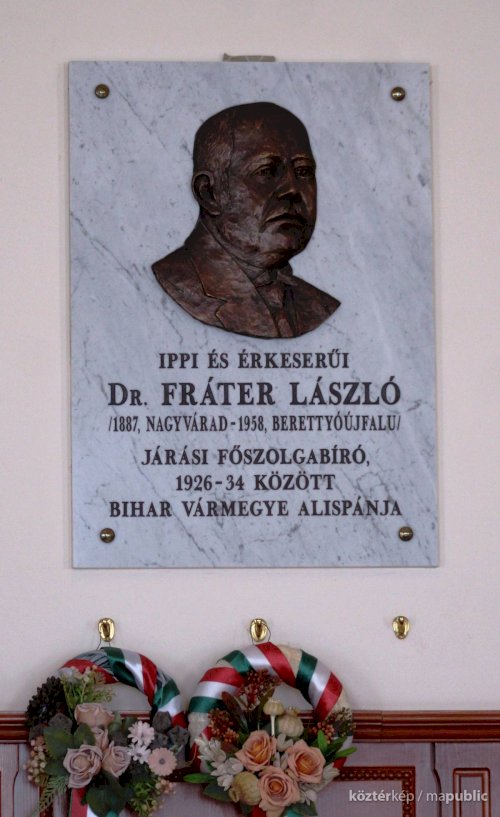 IPPI ÉS ÉRKESERŰI
DR. FRÁTER LÁSZLÓ
/1887, NAGYVÁRAD-1958, BERETTYÓÚJFALU/
JÁRÁSI FŐSZOLGABÍRÓ,
1926-34 KÖZÖTT
BIHAR VÁRMEGYE ALISPÁNJA
köztérkép / mapublic